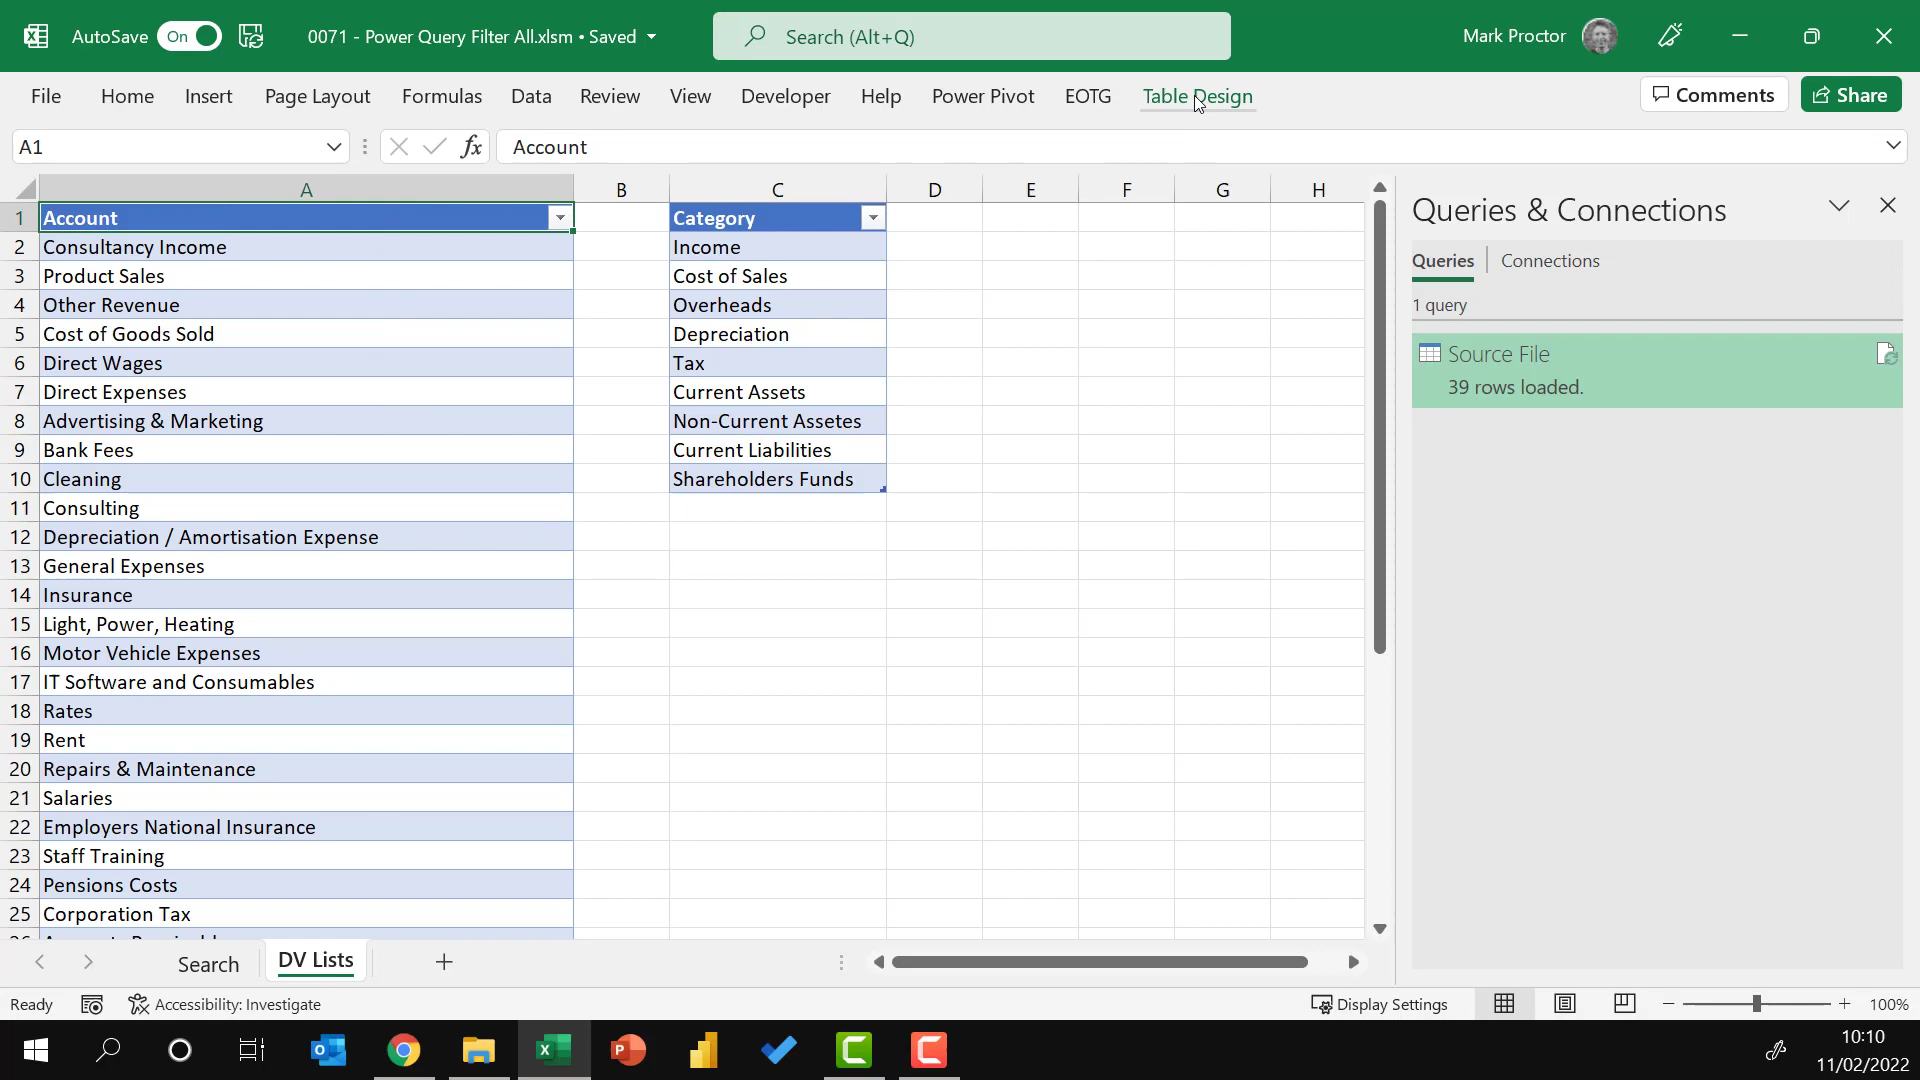 AutoSave On 0071 - Power Query Filter All.xlsm • Saved Search (Alt+Q) Mark Proctor
File Home Insert Page Layout Formulas Data Review View Developer Help Power Pivot EOTG Table Design Comments Share
A1 fx Account
A B C D E F G H
1 Account Category
2 Consultancy Income Income
3 Product Sales Cost of Sales
4 Other Revenue Overheads
5 Cost of Goods Sold Depreciation
6 Direct Wages Tax
7 Direct Expenses Current Assets
8 Advertising & Marketing Non-Current Assetes
9 Bank Fees Current Liabilities
10 Cleaning Shareholders Funds
11 Consulting
12 Depreciation / Amortisation Expense
13 General Expenses
14 Insurance
15 Light, Power, Heating
16 Motor Vehicle Expenses
17 IT Software and Consumables
18 Rates
19 Rent
20 Repairs & Maintenance
21 Salaries
22 Employers National Insurance
23 Staff Training
24 Pensions Costs
25 Corporation Tax
Queries & Connections
Queries Connections
1 query
Source File
39 rows loaded.
Search DV Lists
Ready Accessibility: Investigate Display Settings 100%
10:10
11/02/2022